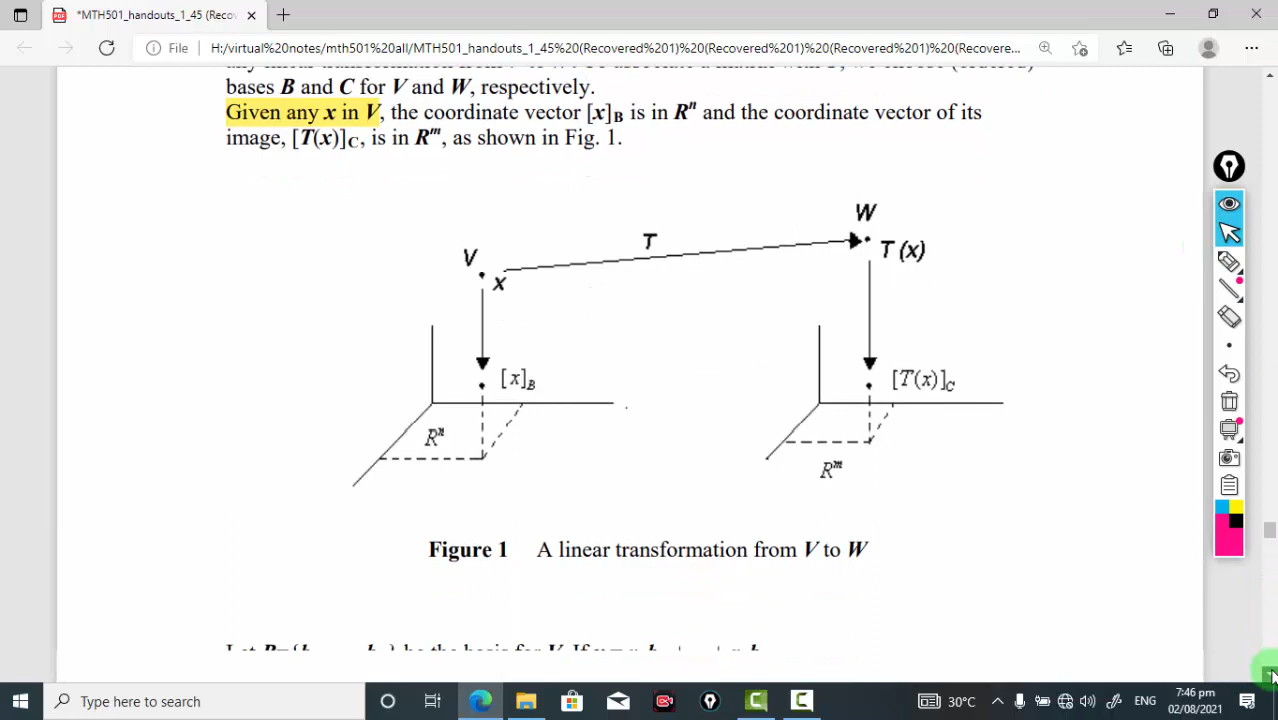 *MTH501_handouts_1_45 (Recove
File
H:/virtual%20notes/mth501%20all/MTH501_handouts_1_45%20(Recovered%201)%20(Recovered%201)%20(Recovered%201)%20(Recovere...
bases B and C for V and W, respectively.
Given any x in V, the coordinate vector [x]B is in Rⁿ and the coordinate vector of its
image, [T(x)]C, is in Rᵐ, as shown in Fig. 1.
W
T
V
T (x)
x
[x]B
[T(x)]C
Rⁿ
Rᵐ
Figure 1 A linear transformation from V to W
Type here to search
30°C
ENG
7:46 pm
02/08/2021